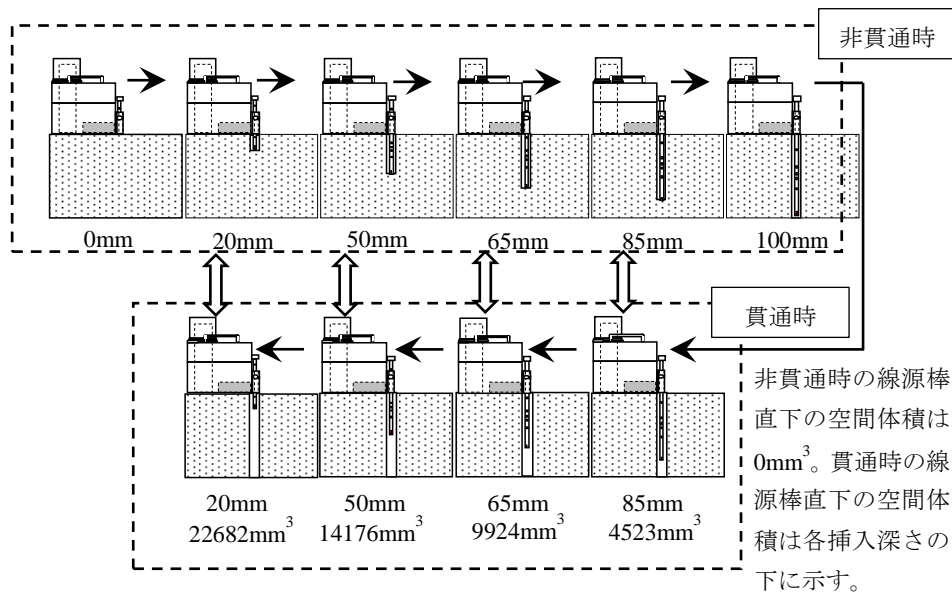 非貫通時
0mm 20mm 50mm 65mm 85mm 100mm
貫通時
20mm 50mm 65mm 85mm
22682mm³ 14176mm³ 9924mm³ 4523mm³
非貫通時の線源棒
直下の空間体積は
0mm³。貫通時の線
源棒直下の空間体
積は各挿入深さの
下に示す。